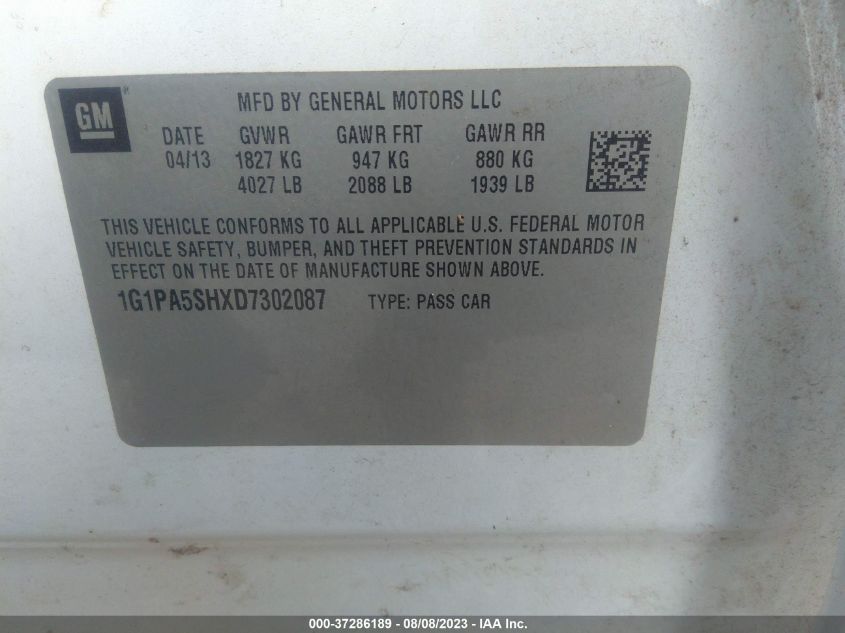 GM®
MFD BY GENERAL MOTORS LLC
DATE GVWR GAWR FRT GAWR RR
04/13 1827 KG 947 KG 880 KG
4027 LB 2088 LB 1939 LB
THIS VEHICLE CONFORMS TO ALL APPLICABLE U.S. FEDERAL MOTOR
VEHICLE SAFETY, BUMPER, AND THEFT PREVENTION STANDARDS IN
EFFECT ON THE DATE OF MANUFACTURE SHOWN ABOVE.
1G1PA5SHXD7302087 TYPE: PASS CAR
000-37286189 - 08/08/2023 - IAA Inc.